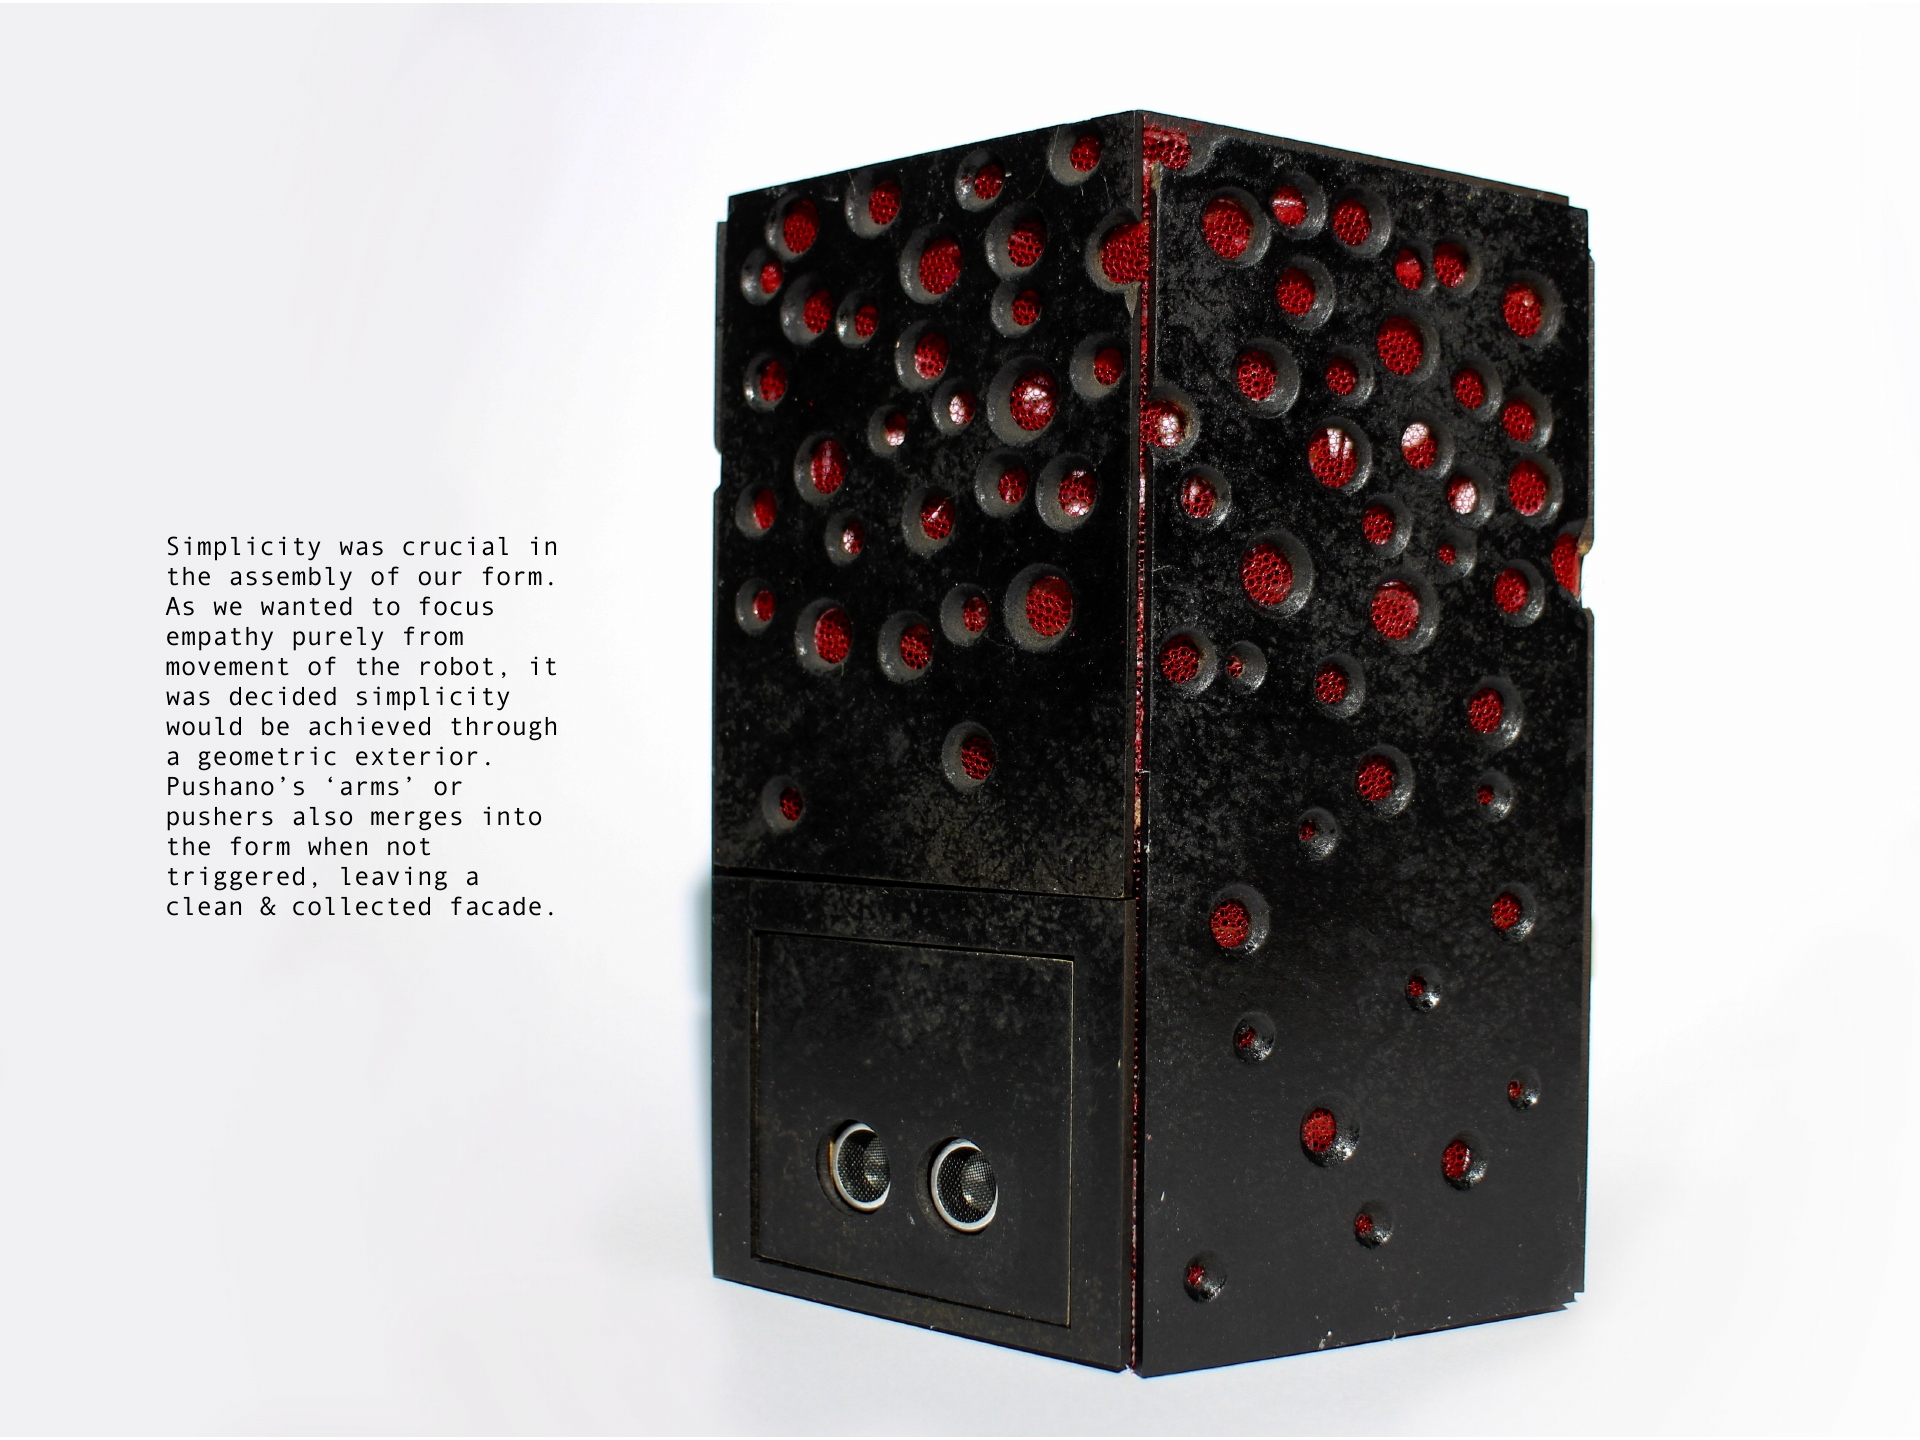 Simplicity was crucial in
the assembly of our form.
As we wanted to focus
empathy purely from
movement of the robot, it
was decided simplicity
would be achieved through
a geometric exterior.
Pushano’s ‘arms’ or
pushers also merges into
the form when not
triggered, leaving a
clean & collected facade.